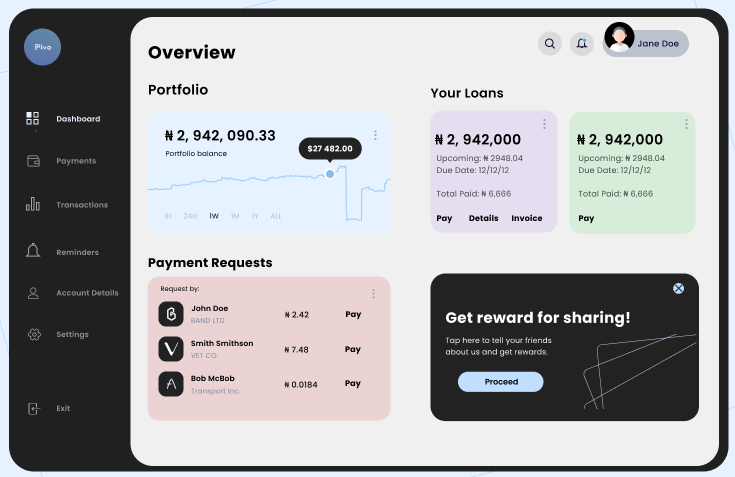 Pivo
Dashboard
Payments
Transactions
Reminders
Account Details
Settings
Exit
Overview
Jane Doe
Portfolio
₦ 2, 942, 090.33
Portfolio balance
$27 482.00
1H 24H 1W 1M 1Y ALL
Your Loans
₦ 2, 942,000
Upcoming: ₦ 2948.04
Due Date: 12/12/12
Total Paid: ₦ 6,666
Pay Details Invoice
₦ 2, 942,000
Upcoming: ₦ 2948.04
Due Date: 12/12/12
Total Paid: ₦ 6,666
Pay
Payment Requests
Request by:
John Doe
BAND LTD
₦ 2.42
Pay
Smith Smithson
VET CO.
₦ 7.48
Pay
Bob McBob
Transport Inc.
₦ 0.0184
Pay
Get reward for sharing!
Tap here to tell your friends
about us and get rewards.
Proceed